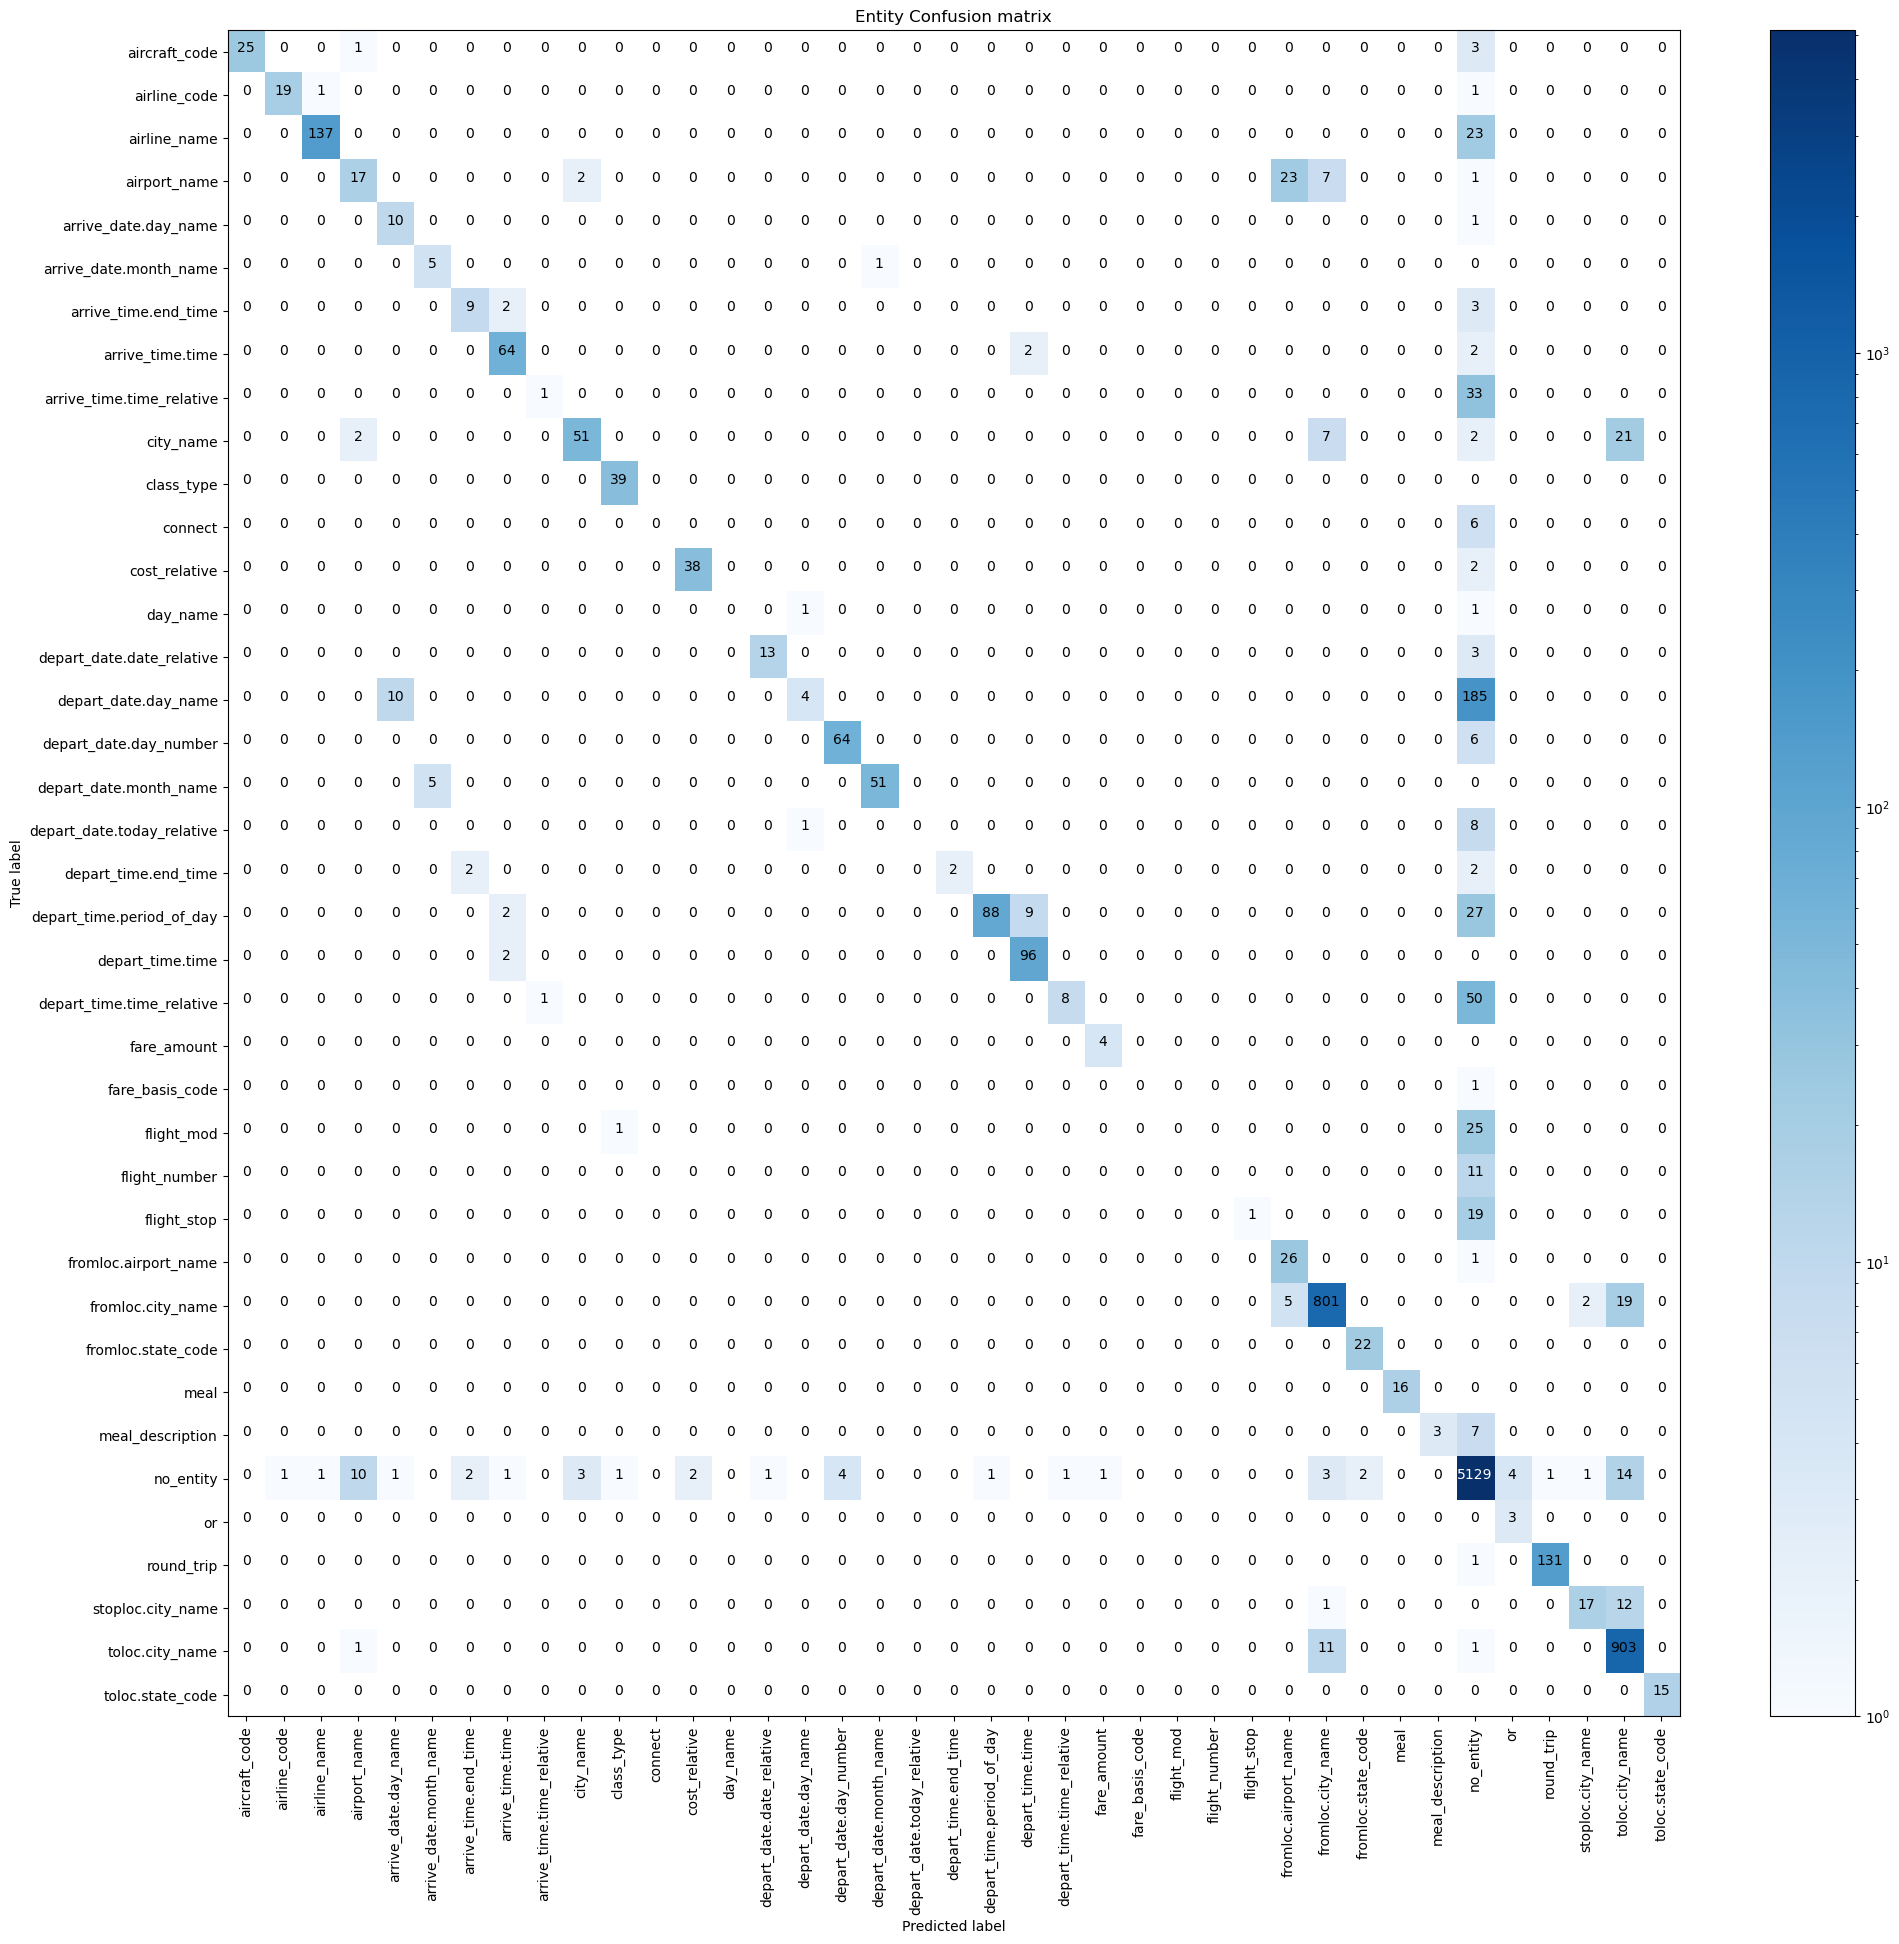 Entity Confusion matrix
aircraft_code 25 0 0 1 0 0 0 0 0 0 0 0 0 0 0 0 0 0 0 0 0 0 0 0 0 0 0 0 0 0 0 0 0 3 0 0 0 0 0
airline_code 0 19 1 0 0 0 0 0 0 0 0 0 0 0 0 0 0 0 0 0 0 0 0 0 0 0 0 0 0 0 0 0 0 1 0 0 0 0 0
airline_name 0 0 137 0 0 0 0 0 0 0 0 0 0 0 0 0 0 0 0 0 0 0 0 0 0 0 0 0 0 0 0 0 0 23 0 0 0 0 0
airport_name 0 0 0 17 0 0 0 0 0 2 0 0 0 0 0 0 0 0 0 0 0 0 0 0 0 0 0 0 23 7 0 0 0 1 0 0 0 0 0
arrive_date.day_name 0 0 0 0 10 0 0 0 0 0 0 0 0 0 0 0 0 0 0 0 0 0 0 0 0 0 0 0 0 0 0 0 0 1 0 0 0 0 0
arrive_date.month_name 0 0 0 0 0 5 0 0 0 0 0 0 0 0 0 0 0 1 0 0 0 0 0 0 0 0 0 0 0 0 0 0 0 0 0 0 0 0 0
arrive_time.end_time 0 0 0 0 0 0 9 2 0 0 0 0 0 0 0 0 0 0 0 0 0 0 0 0 0 0 0 0 0 0 0 0 0 3 0 0 0 0 0
arrive_time.time 0 0 0 0 0 0 0 64 0 0 0 0 0 0 0 0 0 0 0 0 0 2 0 0 0 0 0 0 0 0 0 0 0 2 0 0 0 0 0
arrive_time.time_relative 0 0 0 0 0 0 0 0 1 0 0 0 0 0 0 0 0 0 0 0 0 0 0 0 0 0 0 0 0 0 0 0 0 33 0 0 0 0 0
city_name 0 0 0 2 0 0 0 0 0 51 0 0 0 0 0 0 0 0 0 0 0 0 0 0 0 0 0 0 0 7 0 0 0 2 0 0 0 21 0
class_type 0 0 0 0 0 0 0 0 0 0 39 0 0 0 0 0 0 0 0 0 0 0 0 0 0 0 0 0 0 0 0 0 0 0 0 0 0 0 0
connect 0 0 0 0 0 0 0 0 0 0 0 0 0 0 0 0 0 0 0 0 0 0 0 0 0 0 0 0 0 0 0 0 0 6 0 0 0 0 0
cost_relative 0 0 0 0 0 0 0 0 0 0 0 0 38 0 0 0 0 0 0 0 0 0 0 0 0 0 0 0 0 0 0 0 0 2 0 0 0 0 0
day_name 0 0 0 0 0 0 0 0 0 0 0 0 0 0 0 1 0 0 0 0 0 0 0 0 0 0 0 0 0 0 0 0 0 1 0 0 0 0 0
depart_date.date_relative 0 0 0 0 0 0 0 0 0 0 0 0 0 0 13 0 0 0 0 0 0 0 0 0 0 0 0 0 0 0 0 0 0 3 0 0 0 0 0
depart_date.day_name 0 0 0 0 10 0 0 0 0 0 0 0 0 0 0 4 0 0 0 0 0 0 0 0 0 0 0 0 0 0 0 0 0 185 0 0 0 0 0
depart_date.day_number 0 0 0 0 0 0 0 0 0 0 0 0 0 0 0 0 64 0 0 0 0 0 0 0 0 0 0 0 0 0 0 0 0 6 0 0 0 0 0
depart_date.month_name 0 0 0 0 0 5 0 0 0 0 0 0 0 0 0 0 0 51 0 0 0 0 0 0 0 0 0 0 0 0 0 0 0 0 0 0 0 0 0
depart_date.today_relative 0 0 0 0 0 0 0 0 0 0 0 0 0 0 0 1 0 0 0 0 0 0 0 0 0 0 0 0 0 0 0 0 0 8 0 0 0 0 0
depart_time.end_time 0 0 0 0 0 0 2 0 0 0 0 0 0 0 0 0 0 0 0 2 0 0 0 0 0 0 0 0 0 0 0 0 0 2 0 0 0 0 0
depart_time.period_of_day 0 0 0 0 0 0 0 2 0 0 0 0 0 0 0 0 0 0 0 0 88 9 0 0 0 0 0 0 0 0 0 0 0 27 0 0 0 0 0
depart_time.time 0 0 0 0 0 0 0 2 0 0 0 0 0 0 0 0 0 0 0 0 0 96 0 0 0 0 0 0 0 0 0 0 0 0 0 0 0 0 0
depart_time.time_relative 0 0 0 0 0 0 0 0 1 0 0 0 0 0 0 0 0 0 0 0 0 0 8 0 0 0 0 0 0 0 0 0 0 50 0 0 0 0 0
fare_amount 0 0 0 0 0 0 0 0 0 0 0 0 0 0 0 0 0 0 0 0 0 0 0 4 0 0 0 0 0 0 0 0 0 0 0 0 0 0 0
fare_basis_code 0 0 0 0 0 0 0 0 0 0 0 0 0 0 0 0 0 0 0 0 0 0 0 0 0 0 0 0 0 0 0 0 0 1 0 0 0 0 0
flight_mod 0 0 0 0 0 0 0 0 0 0 1 0 0 0 0 0 0 0 0 0 0 0 0 0 0 0 0 0 0 0 0 0 0 25 0 0 0 0 0
flight_number 0 0 0 0 0 0 0 0 0 0 0 0 0 0 0 0 0 0 0 0 0 0 0 0 0 0 0 0 0 0 0 0 0 11 0 0 0 0 0
flight_stop 0 0 0 0 0 0 0 0 0 0 0 0 0 0 0 0 0 0 0 0 0 0 0 0 0 0 0 1 0 0 0 0 0 19 0 0 0 0 0
fromloc.airport_name 0 0 0 0 0 0 0 0 0 0 0 0 0 0 0 0 0 0 0 0 0 0 0 0 0 0 0 0 26 0 0 0 0 1 0 0 0 0 0
fromloc.city_name 0 0 0 0 0 0 0 0 0 0 0 0 0 0 0 0 0 0 0 0 0 0 0 0 0 0 0 0 5 801 0 0 0 0 0 0 2 19 0
fromloc.state_code 0 0 0 0 0 0 0 0 0 0 0 0 0 0 0 0 0 0 0 0 0 0 0 0 0 0 0 0 0 0 22 0 0 0 0 0 0 0 0
meal 0 0 0 0 0 0 0 0 0 0 0 0 0 0 0 0 0 0 0 0 0 0 0 0 0 0 0 0 0 0 0 16 0 0 0 0 0 0 0
meal_description 0 0 0 0 0 0 0 0 0 0 0 0 0 0 0 0 0 0 0 0 0 0 0 0 0 0 0 0 0 0 0 0 3 7 0 0 0 0 0
no_entity 0 1 1 10 1 0 2 1 0 3 1 0 2 0 1 0 4 0 0 0 1 0 1 1 0 0 0 0 0 3 2 0 0 5129 4 1 1 14 0
or 0 0 0 0 0 0 0 0 0 0 0 0 0 0 0 0 0 0 0 0 0 0 0 0 0 0 0 0 0 0 0 0 0 0 3 0 0 0 0
round_trip 0 0 0 0 0 0 0 0 0 0 0 0 0 0 0 0 0 0 0 0 0 0 0 0 0 0 0 0 0 0 0 0 0 1 0 131 0 0 0
stoploc.city_name 0 0 0 0 0 0 0 0 0 0 0 0 0 0 0 0 0 0 0 0 0 0 0 0 0 0 0 0 0 1 0 0 0 0 0 0 17 12 0
toloc.city_name 0 0 0 1 0 0 0 0 0 0 0 0 0 0 0 0 0 0 0 0 0 0 0 0 0 0 0 0 0 11 0 0 0 1 0 0 0 903 0
toloc.state_code 0 0 0 0 0 0 0 0 0 0 0 0 0 0 0 0 0 0 0 0 0 0 0 0 0 0 0 0 0 0 0 0 0 0 0 0 0 0 15
True label
aircraft_code
airline_code
airline_name
airport_name
arrive_date.day_name
arrive_date.month_name
arrive_time.end_time
arrive_time.time
arrive_time.time_relative
city_name
class_type
connect
cost_relative
day_name
depart_date.date_relative
depart_date.day_name
depart_date.day_number
depart_date.month_name
depart_date.today_relative
depart_time.end_time
depart_time.period_of_day
depart_time.time
depart_time.time_relative
fare_amount
fare_basis_code
flight_mod
flight_number
flight_stop
fromloc.airport_name
fromloc.city_name
fromloc.state_code
meal
meal_description
no_entity
or
round_trip
stoploc.city_name
toloc.city_name
toloc.state_code
Predicted label
10³
10²
10¹
10⁰